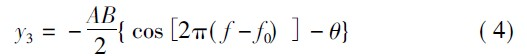 y₃ = −AB/2{ cos [2π(f − f₀) ] − θ} (4)